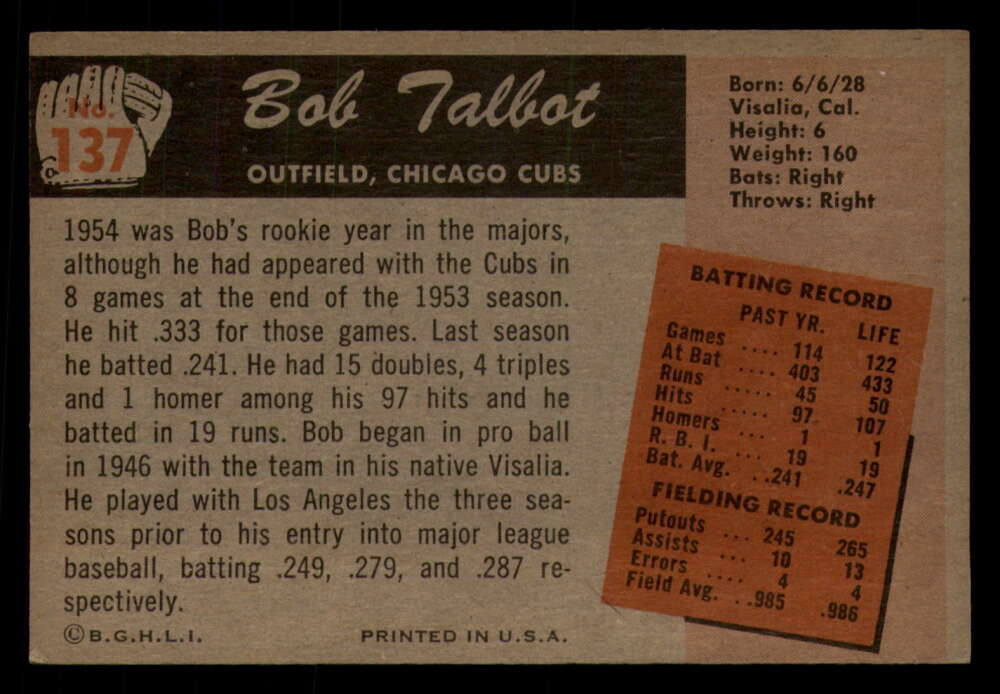 No.
137
Bob Talbot
OUTFIELD, CHICAGO CUBS
Born: 6/6/28
Visalia, Cal.
Height: 6
Weight: 160
Bats: Right
Throws: Right
1954 was Bob's rookie year in the majors,
although he had appeared with the Cubs in
8 games at the end of the 1953 season.
He hit .333 for those games. Last season
he batted .241. He had 15 doubles, 4 triples
and 1 homer among his 97 hits and he
batted in 19 runs. Bob began in pro ball
in 1946 with the team in his native Visalia.
He played with Los Angeles the three sea-
sons prior to his entry into major league
baseball, batting .249, .279, and .287 re-
spectively.
BATTING RECORD
PAST YR. LIFE
Games .... 114 122
At Bat .... 403 433
Runs ..... 45 50
Hits ..... 97 107
Homers ... 1 1
R. B. I. ... 19 19
Bat. Avg. ..241 .247
FIELDING RECORD
Putouts ... 245 265
Assists ... 10 13
Errors .... 4 4
Field Avg. ..985 .986
©B.G.H.L.I.
PRINTED IN U.S.A.